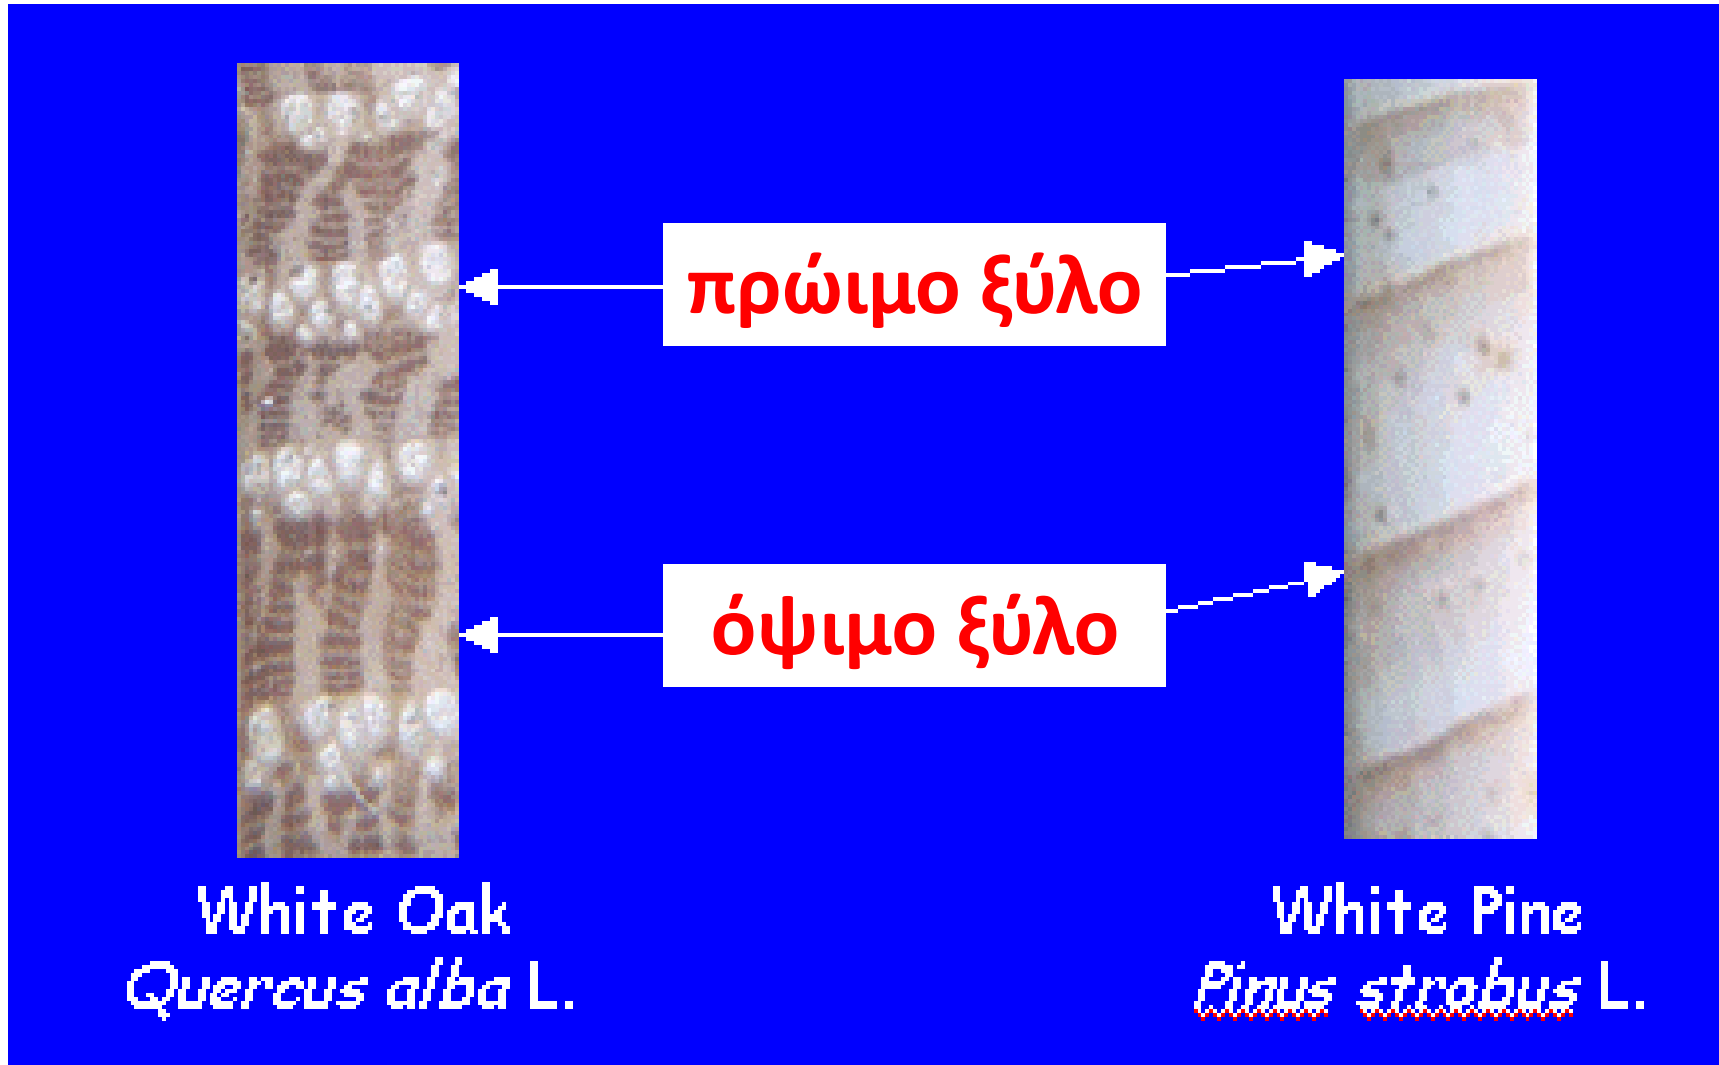 πρώιμο ξύλο
όψιμο ξύλο
White Oak
Quercus alba L.
White Pine
Pinus strobus L.